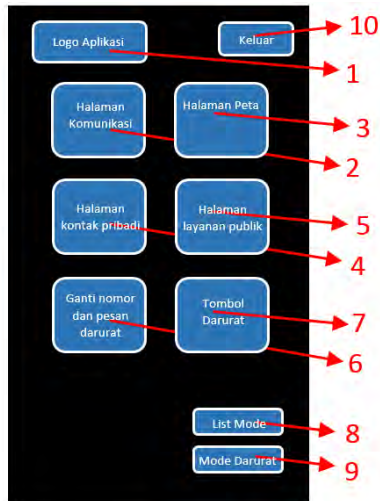 Logo Aplikasi
Keluar
10
1
Halaman
Komunikasi
Halaman Peta
3
2
Halaman
kontak pribadi
Halaman
layanan publik
5
4
Ganti nomor
dan pesan
darurat
Tombol
Darurat
7
6
List Mode
8
Mode Darurat
9